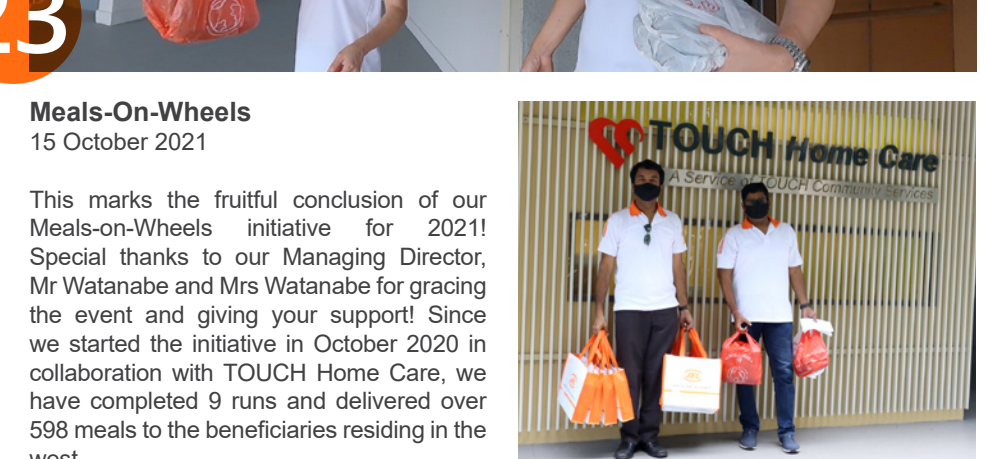 23
Meals-On-Wheels
15 October 2021
This marks the fruitful conclusion of our
Meals-on-Wheels initiative for 2021!
Special thanks to our Managing Director,
Mr Watanabe and Mrs Watanabe for gracing
the event and giving your support! Since
we started the initiative in October 2020 in
collaboration with TOUCH Home Care, we
have completed 9 runs and delivered over
598 meals to the beneficiaries residing in the
west
TOUCH Home Care
A Service of TOUCH Community Services